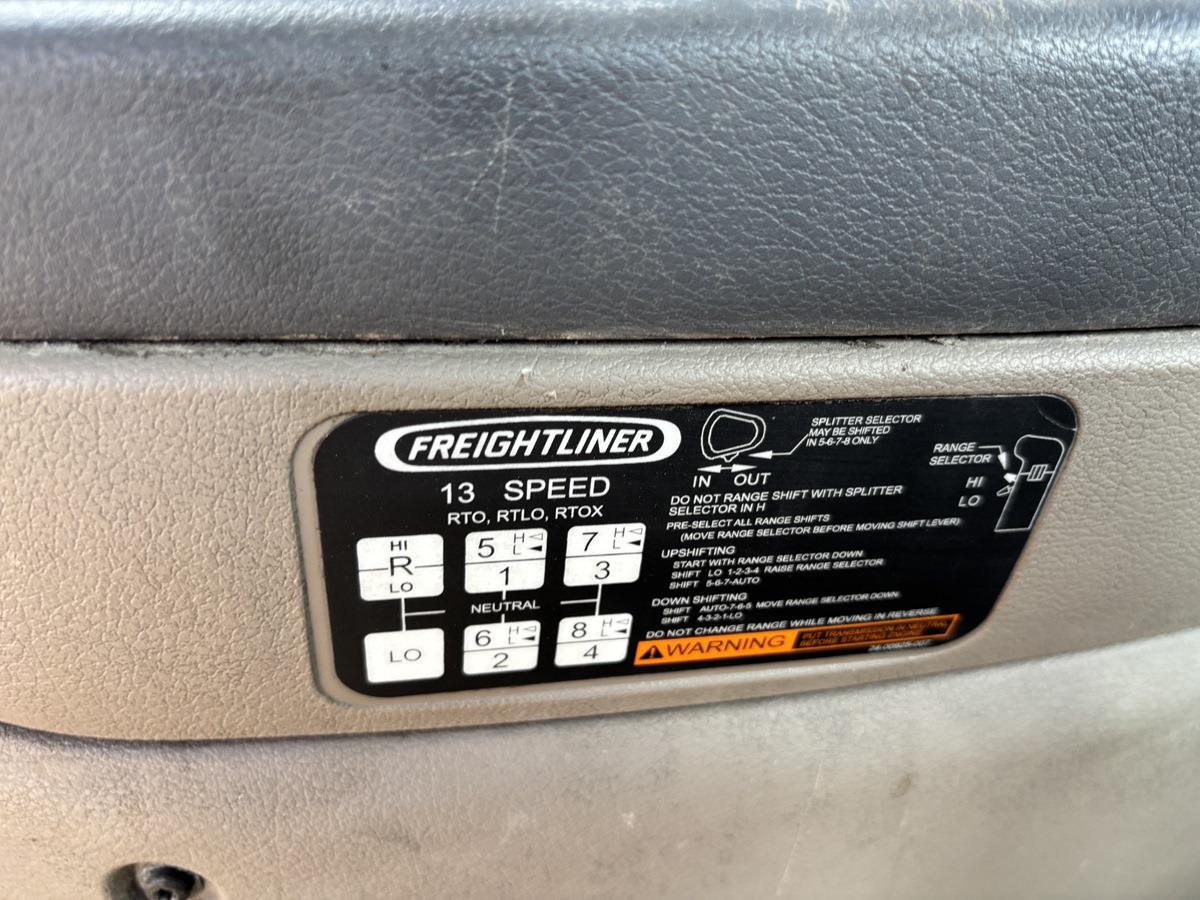 FREIGHTLINER
13 SPEED
RTO, RTLO, RTOX
HI
R
LO
5 H
L
1
7 H
L
3
NEUTRAL
LO
6 H
L
2
8 H
L
4
SPLITTER SELECTOR
MAY BE SHIFTED
IN 5-6-7-8 ONLY
IN OUT
RANGE
SELECTOR
HI
LO
DO NOT RANGE SHIFT WITH SPLITTER
SELECTOR IN H
PRE-SELECT ALL RANGE SHIFTS
(MOVE RANGE SELECTOR BEFORE MOVING SHIFT LEVER)
UPSHIFTING
START WITH RANGE SELECTOR DOWN
SHIFT LO 1-2-3-4 RAISE RANGE SELECTOR
SHIFT 5-6-7-AUTO
DOWN SHIFTING
SHIFT AUTO-7-6-5 MOVE RANGE SELECTOR DOWN
SHIFT 4-3-2-1-LO
DO NOT CHANGE RANGE WHILE MOVING IN REVERSE
WARNING
PUT TRANSMISSION IN NEUTRAL
BEFORE STARTING ENGINE